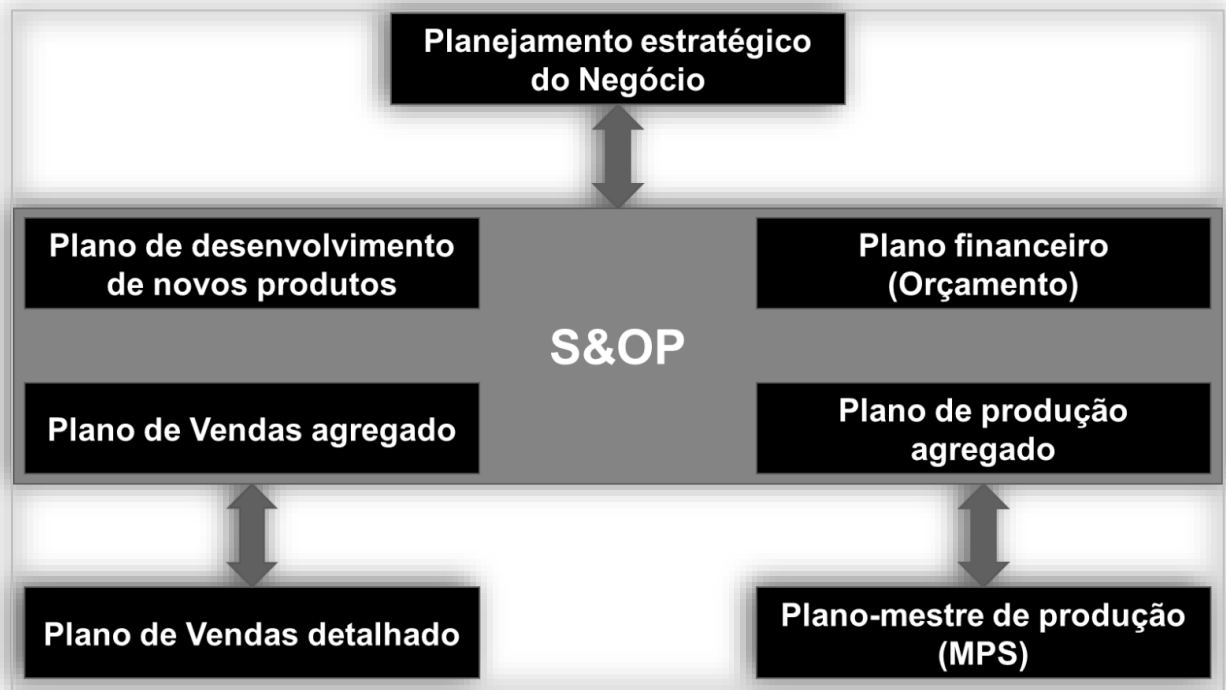 Planejamento estratégico
do Negócio
Plano de desenvolvimento
de novos produtos
Plano financeiro
(Orçamento)
S&OP
Plano de Vendas agregado
Plano de produção
agregado
Plano de Vendas detalhado
Plano-mestre de produção
(MPS)